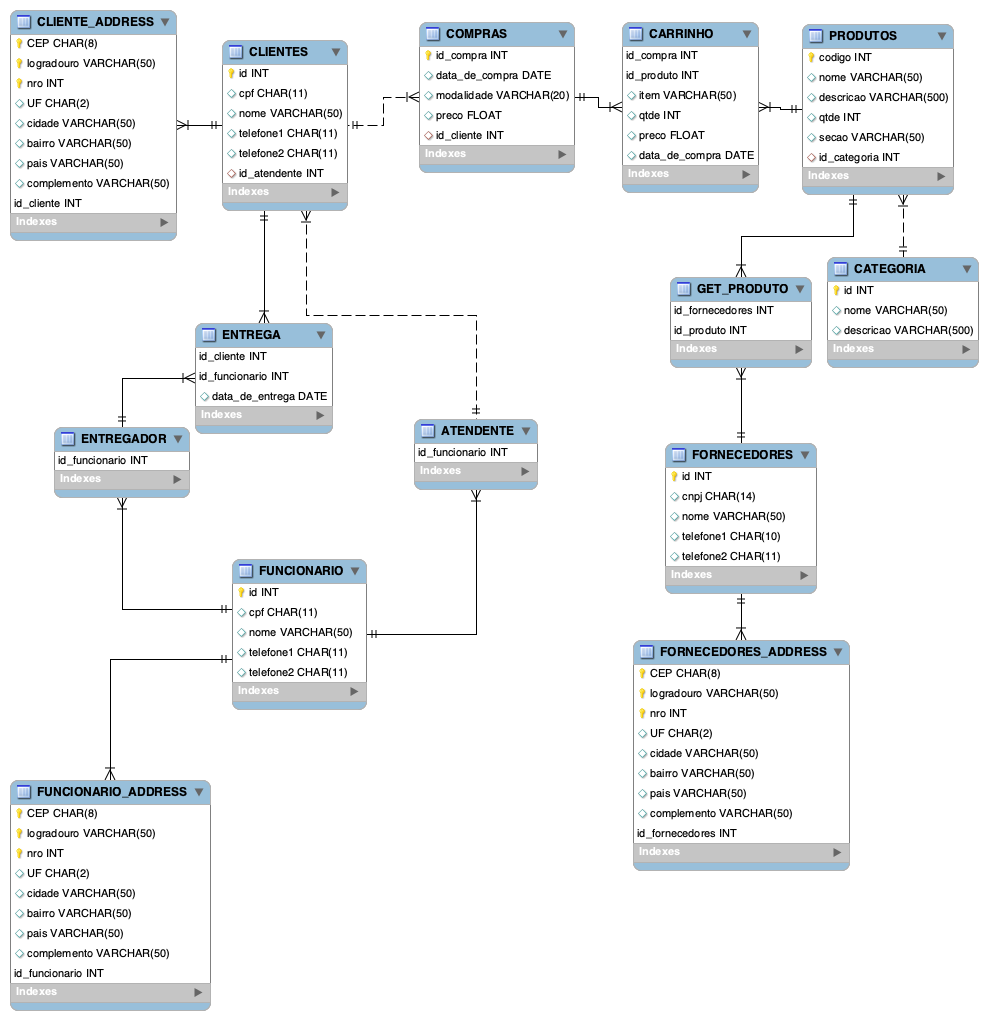 CLIENTE_ADDRESS
CEP CHAR(8)
logradouro VARCHAR(50)
nro INT
UF CHAR(2)
cidade VARCHAR(50)
bairro VARCHAR(50)
pais VARCHAR(50)
complemento VARCHAR(50)
id_cliente INT
Indexes
CLIENTES
id INT
cpf CHAR(11)
nome VARCHAR(50)
telefone1 CHAR(11)
telefone2 CHAR(11)
id_atendente INT
Indexes
COMPRAS
id_compra INT
data_de_compra DATE
modalidade VARCHAR(20)
preco FLOAT
id_cliente INT
Indexes
CARRINHO
id_compra INT
id_produto INT
item VARCHAR(50)
qtde INT
preco FLOAT
data_de_compra DATE
Indexes
PRODUTOS
codigo INT
nome VARCHAR(50)
descricao VARCHAR(500)
qtde INT
secao VARCHAR(50)
id_categoria INT
Indexes
GET_PRODUTO
id_fornecedores INT
id_produto INT
Indexes
CATEGORIA
id INT
nome VARCHAR(50)
descricao VARCHAR(500)
Indexes
ENTREGA
id_cliente INT
id_funcionario INT
data_de_entrega DATE
Indexes
ENTREGADOR
id_funcionario INT
Indexes
ATENDENTE
id_funcionario INT
Indexes
FORNECEDORES
id INT
cnpj CHAR(14)
nome VARCHAR(50)
telefone1 CHAR(10)
telefone2 CHAR(11)
Indexes
FUNCIONARIO
id INT
cpf CHAR(11)
nome VARCHAR(50)
telefone1 CHAR(11)
telefone2 CHAR(11)
Indexes
FORNECEDORES_ADDRESS
CEP CHAR(8)
logradouro VARCHAR(50)
nro INT
UF CHAR(2)
cidade VARCHAR(50)
bairro VARCHAR(50)
pais VARCHAR(50)
complemento VARCHAR(50)
id_fornecedores INT
Indexes
FUNCIONARIO_ADDRESS
CEP CHAR(8)
logradouro VARCHAR(50)
nro INT
UF CHAR(2)
cidade VARCHAR(50)
bairro VARCHAR(50)
pais VARCHAR(50)
complemento VARCHAR(50)
id_funcionario INT
Indexes